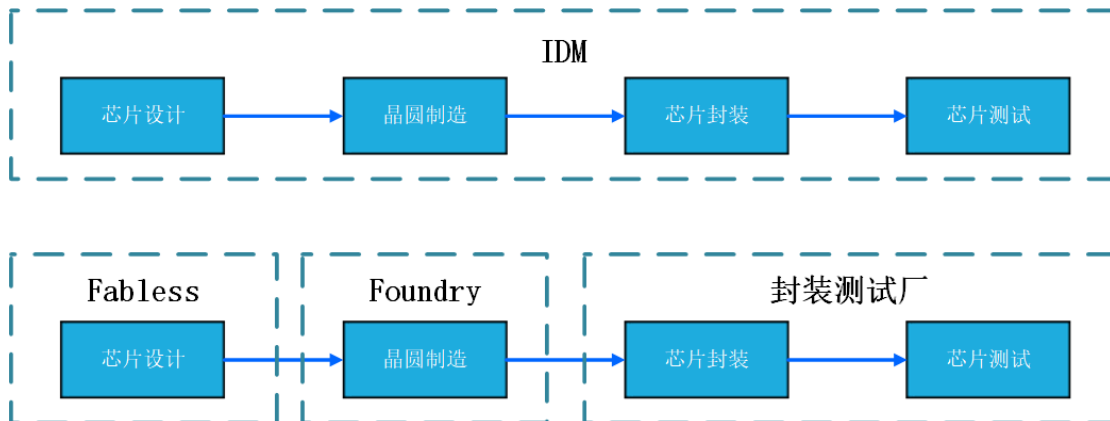 IDM
芯片设计
晶圆制造
芯片封装
芯片测试
Fabless
Foundry
封装测试厂
芯片设计
晶圆制造
芯片封装
芯片测试